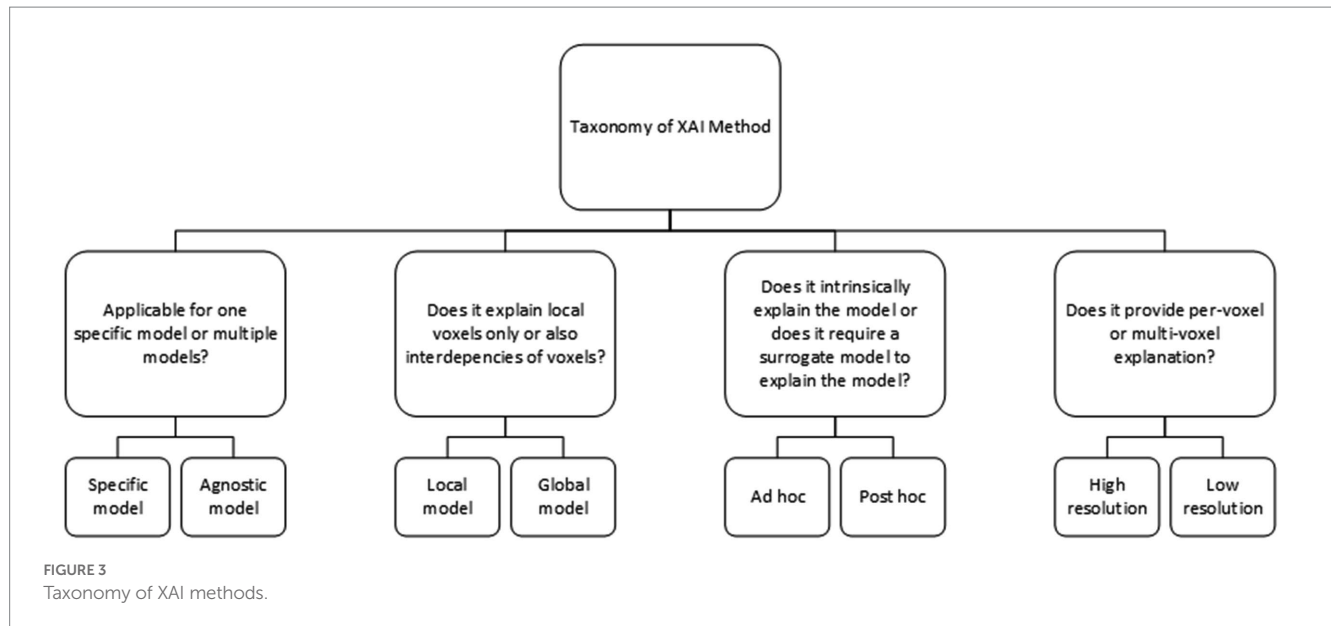 Taxonomy of XAI Method
Applicable for one
specific model or multiple
models?
Does it explain local
voxels only or also
interdepencies of voxels?
Does it intrinsically
explain the model or
does it require a
surrogate model to
explain the model?
Does it provide per-voxel
or multi-voxel
explanation?
Specific
model
Agnostic
model
Local
model
Global
model
Ad hoc
Post hoc
High
resolution
Low
resolution
FIGURE 3
Taxonomy of XAI methods.